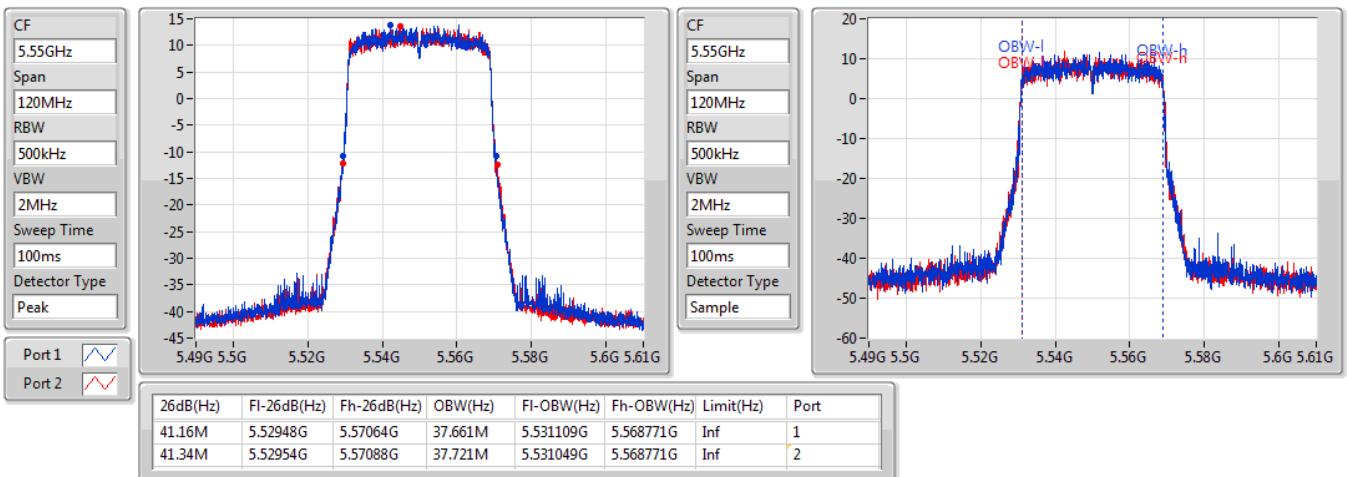 CF
5.55GHz
Span
120MHz
RBW
500kHz
VBW
2MHz
Sweep Time
100ms
Detector Type
Peak
Port 1
Port 2
15
10
5
0
-5
-10
-15
-20
-25
-30
-35
-40
-45
5.49G 5.5G 5.52G 5.54G 5.56G 5.58G 5.6G 5.61G
CF
5.55GHz
Span
120MHz
RBW
500kHz
VBW
2MHz
Sweep Time
100ms
Detector Type
Sample
20
10
0
-10
-20
-30
-40
-50
-60
OBW-l OBW-h
OBW-l OBW-h
5.49G 5.5G 5.52G 5.54G 5.56G 5.58G 5.6G 5.61G
26dB(Hz) Fl-26dB(Hz) Fh-26dB(Hz) OBW(Hz) Fl-OBW(Hz) Fh-OBW(Hz) Limit(Hz) Port
41.16M 5.52948G 5.57064G 37.661M 5.531109G 5.568771G Inf 1
41.34M 5.52954G 5.57088G 37.721M 5.531049G 5.568771G Inf 2